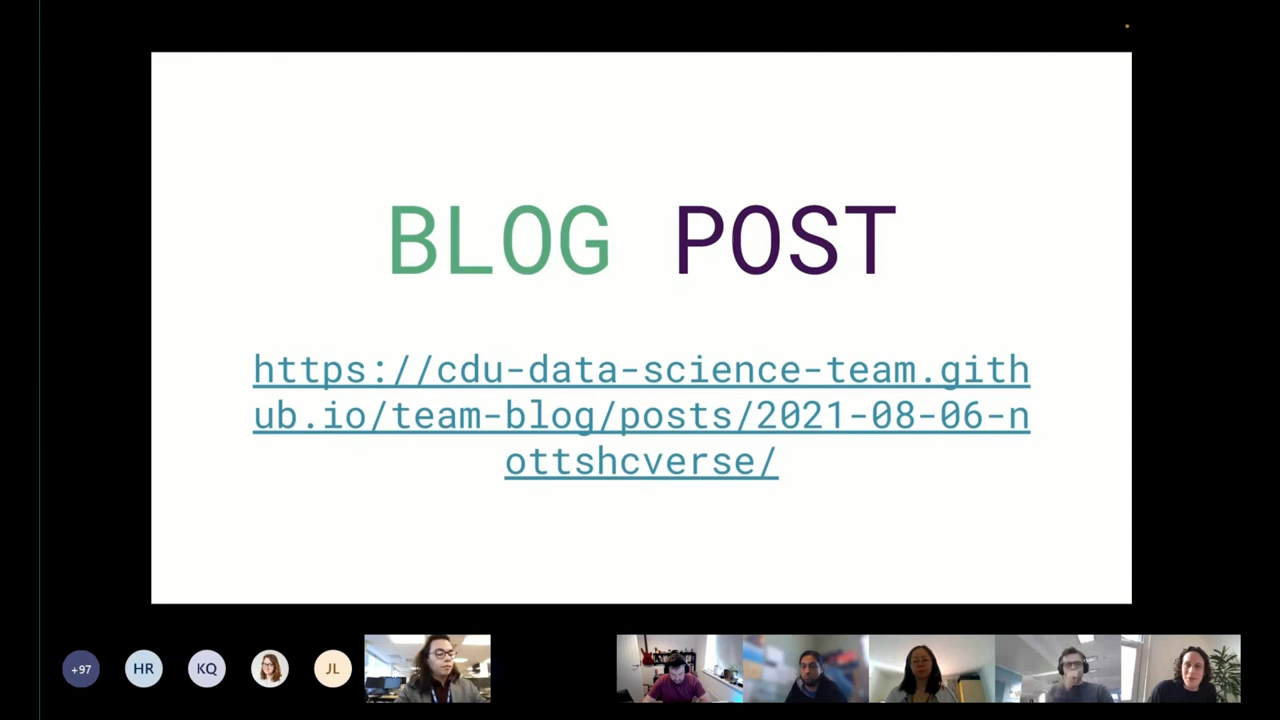 BLOG POST
https://cdu-data-science-team.gith
ub.io/team-blog/posts/2021-08-06-n
ottshcverse/
+97 HR KQ JL